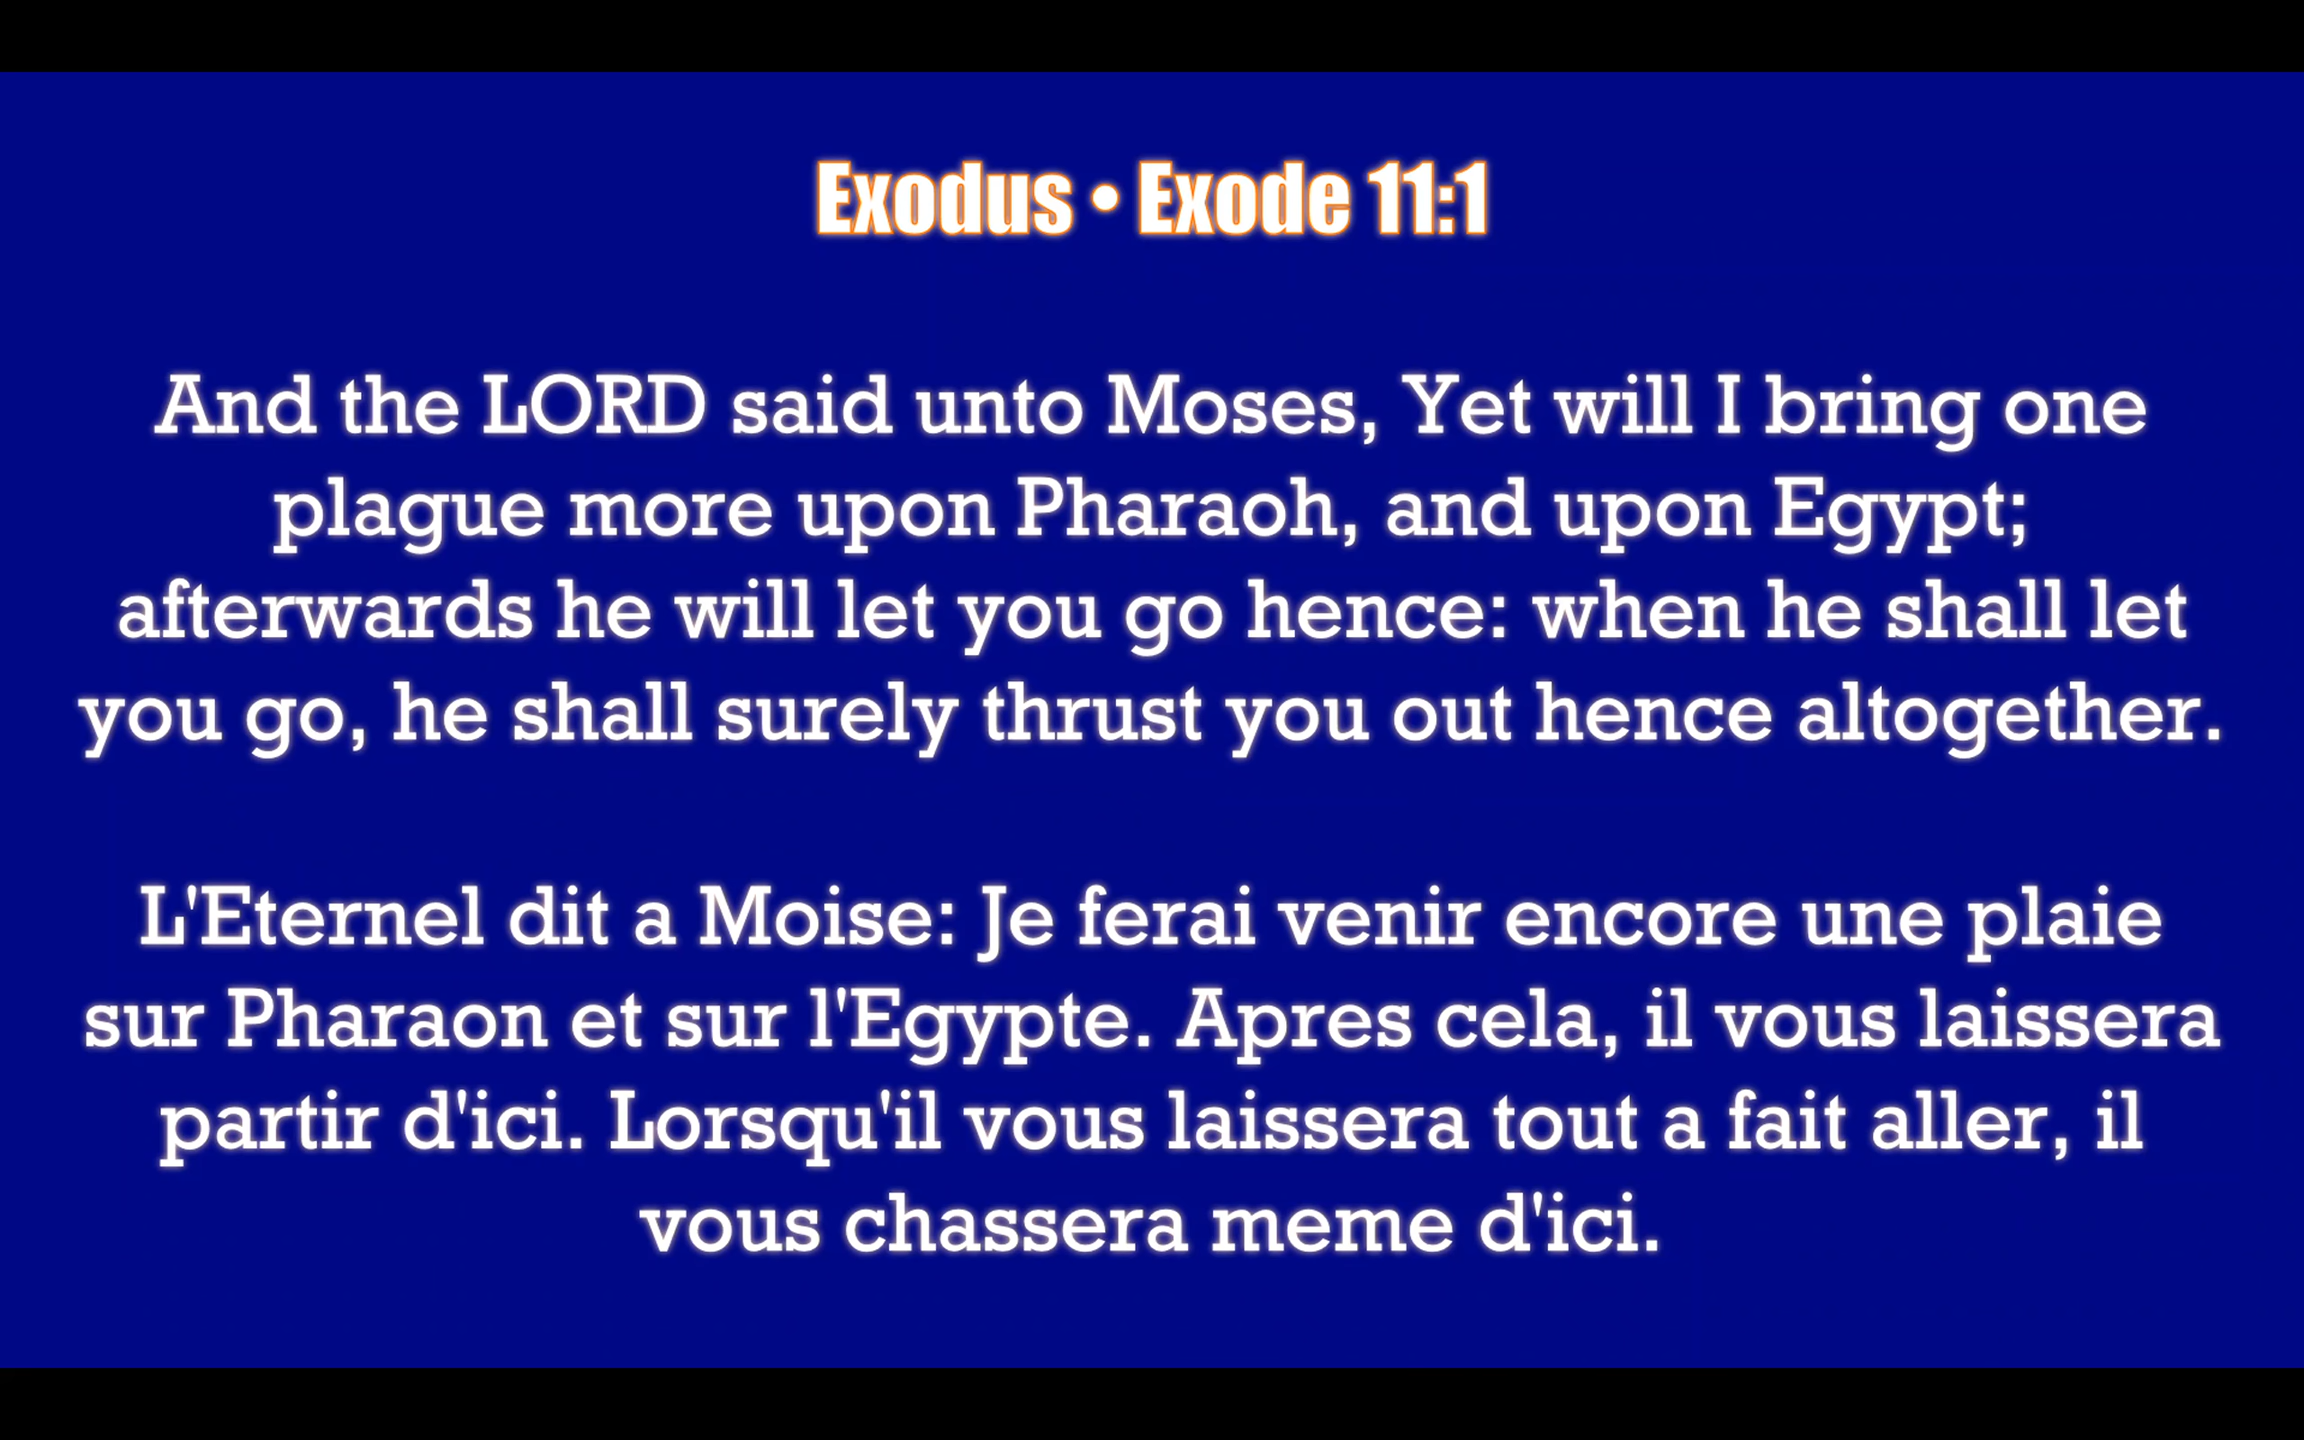 Exodus • Exode 11:1
And the LORD said unto Moses, Yet will I bring one
plague more upon Pharaoh, and upon Egypt;
afterwards he will let you go hence: when he shall let
you go, he shall surely thrust you out hence altogether.
L'Eternel dit a Moise: Je ferai venir encore une plaie
sur Pharaon et sur l'Egypte. Apres cela, il vous laissera
partir d'ici. Lorsqu'il vous laissera tout a fait aller, il
vous chassera meme d'ici.